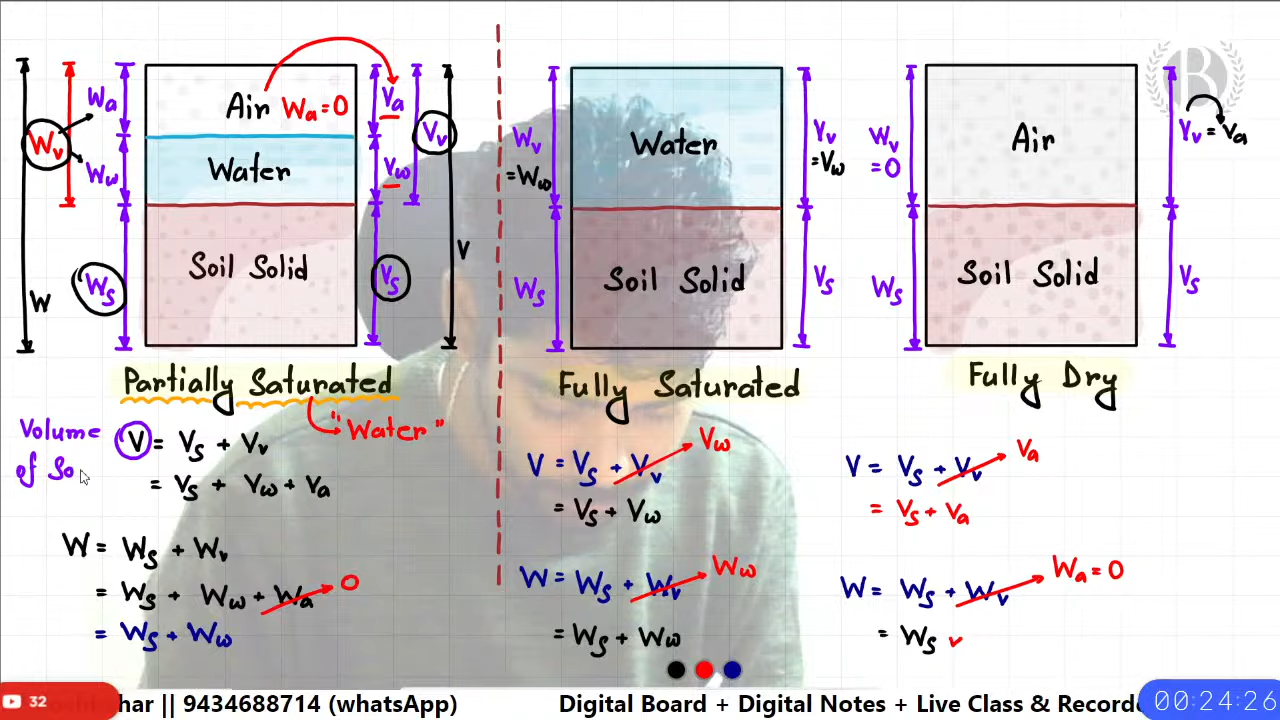 Wa
Wv
Ww
Ws
W
Air Wa=0
Water
Soil Solid
Va
Vw
Vs
Vv
V
Partially Saturated
"Water"
Wv
=Ww
Ws
Water
Soil Solid
Vv
=Vw
Vs
Fully Saturated
Wv
=0
Ws
Air
Soil Solid
Vv = Va
Vs
Fully Dry
B
Volume
of So
V = Vs + Vv
= Vs + Vw + Va
W = Ws + Wv
= Ws + Ww + Wa 0
= Ws + Ww
V = Vs + Vv Vw
= Vs + Vw
W = Ws + Wv Ww
= Ws + Ww
V = Vs + Vv Va
= Vs + Va
W = Ws + Wv Wa = 0
= Ws
32
har || 9434688714 (whatsApp)
Digital Board + Digital Notes + Live Class & Recorde
00:24:26